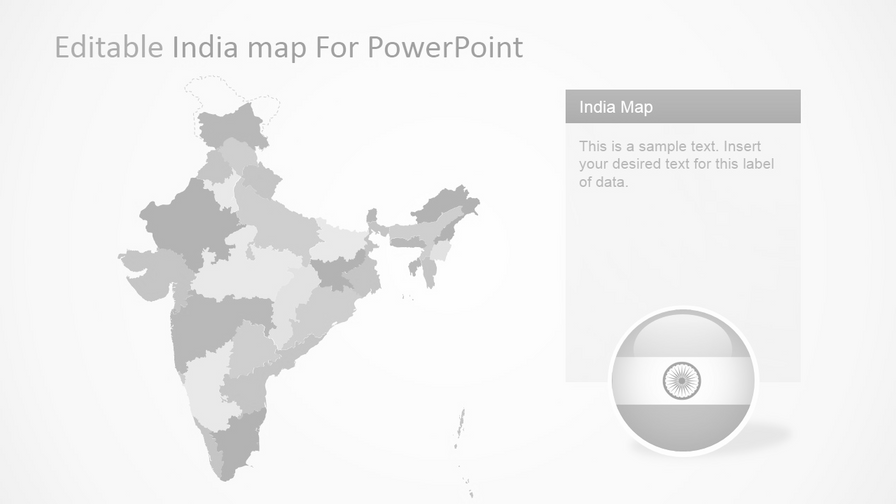 Editable India map For PowerPoint
India Map
This is a sample text. Insert
your desired text for this label
of data.